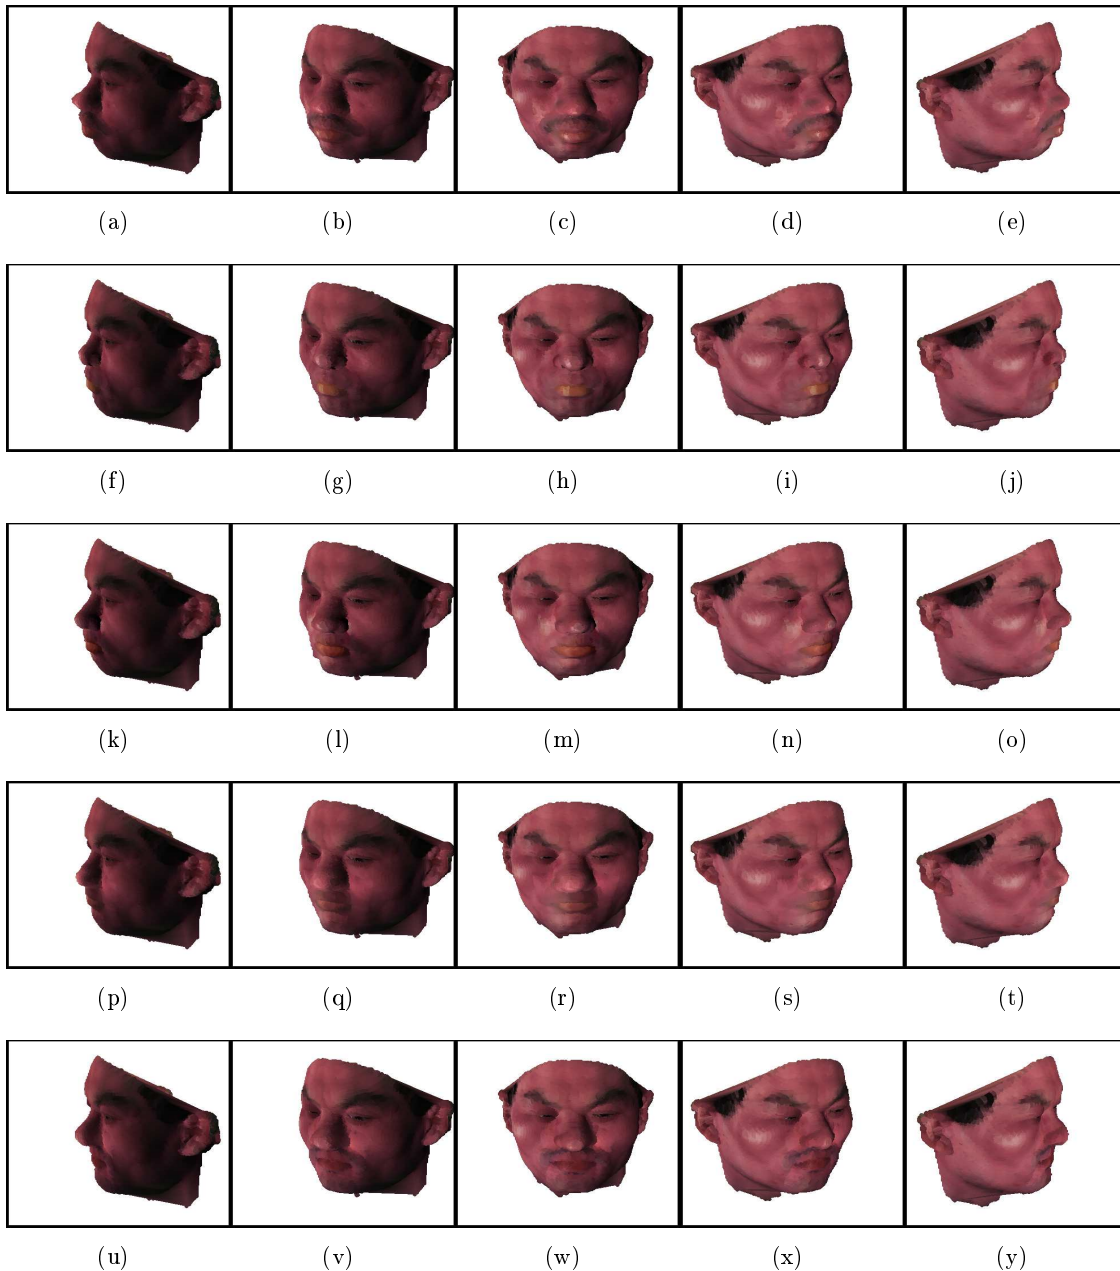 (a) (b) (c) (d) (e)
(f) (g) (h) (i) (j)
(k) (l) (m) (n) (o)
(p) (q) (r) (s) (t)
(u) (v) (w) (x) (y)